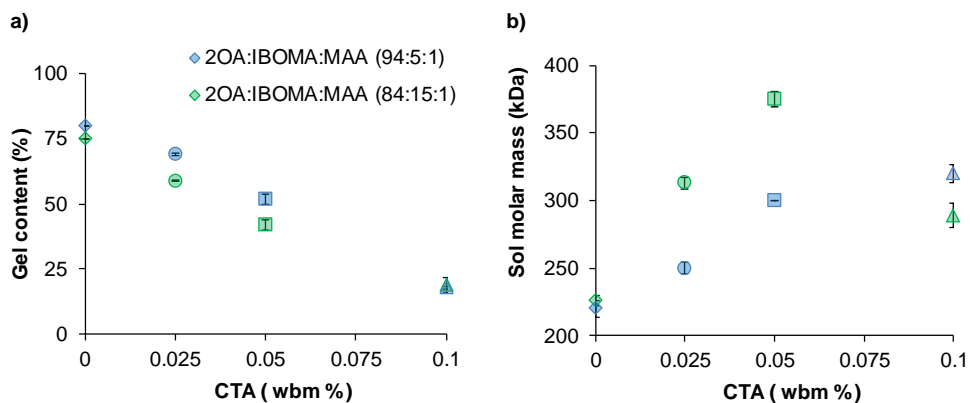 a)
2OA:IBOMA:MAA (94:5:1)
2OA:IBOMA:MAA (84:15:1)
Gel content (%)
100
75
50
25
0
0 0.025 0.05 0.075 0.1
CTA ( wbm %)
b)
Sol molar mass (kDa)
400
350
300
250
200
0 0.025 0.05 0.075 0.1
CTA ( wbm %)